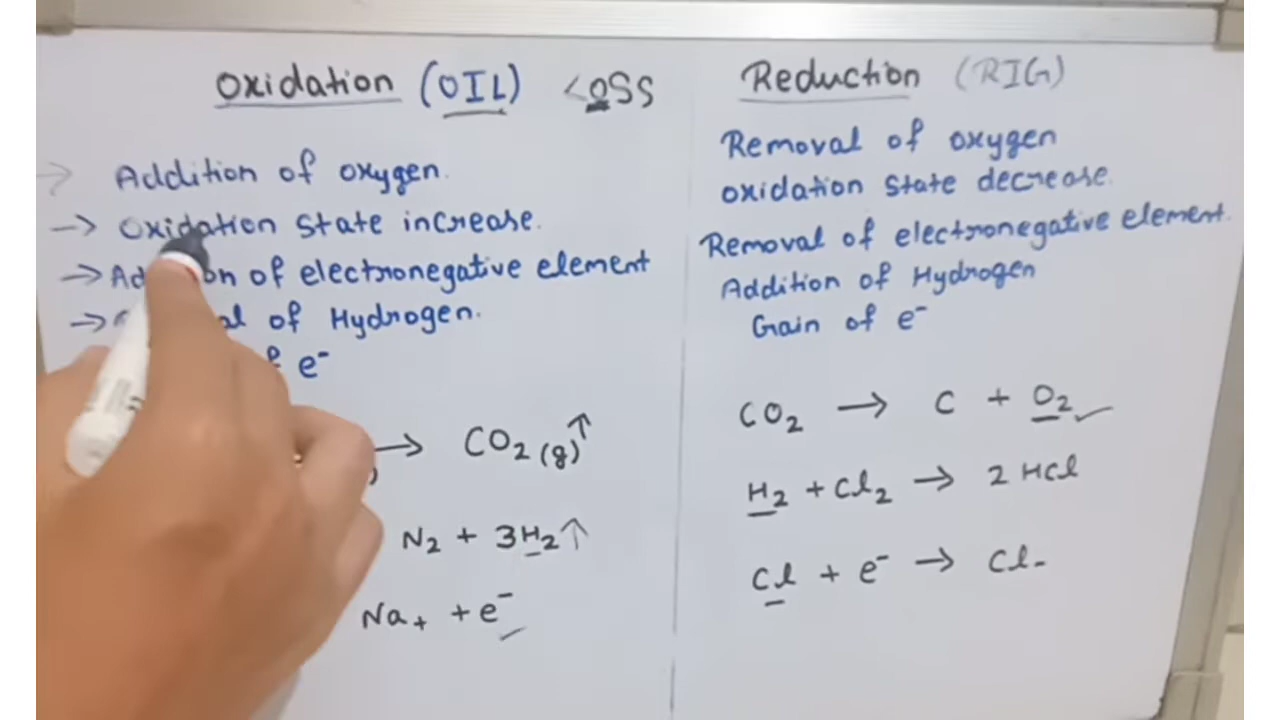 Oxidation (OIL) Loss
→ Addition of oxygen.
→ Oxidation State increase.
→ of electronegative element
→ of Hydrogen.
e⁻
→ CO₂ (g)↑
N₂ + 3H₂↑
Na₊ + e⁻
Reduction (RIG)
Removal of oxygen
oxidation State decrease.
Removal of electronegative element.
Addition of Hydrogen
Grain of e⁻
CO₂ → C + O₂ ✓
H₂ + Cl₂ → 2 HCl
Cl + e⁻ → Cl-